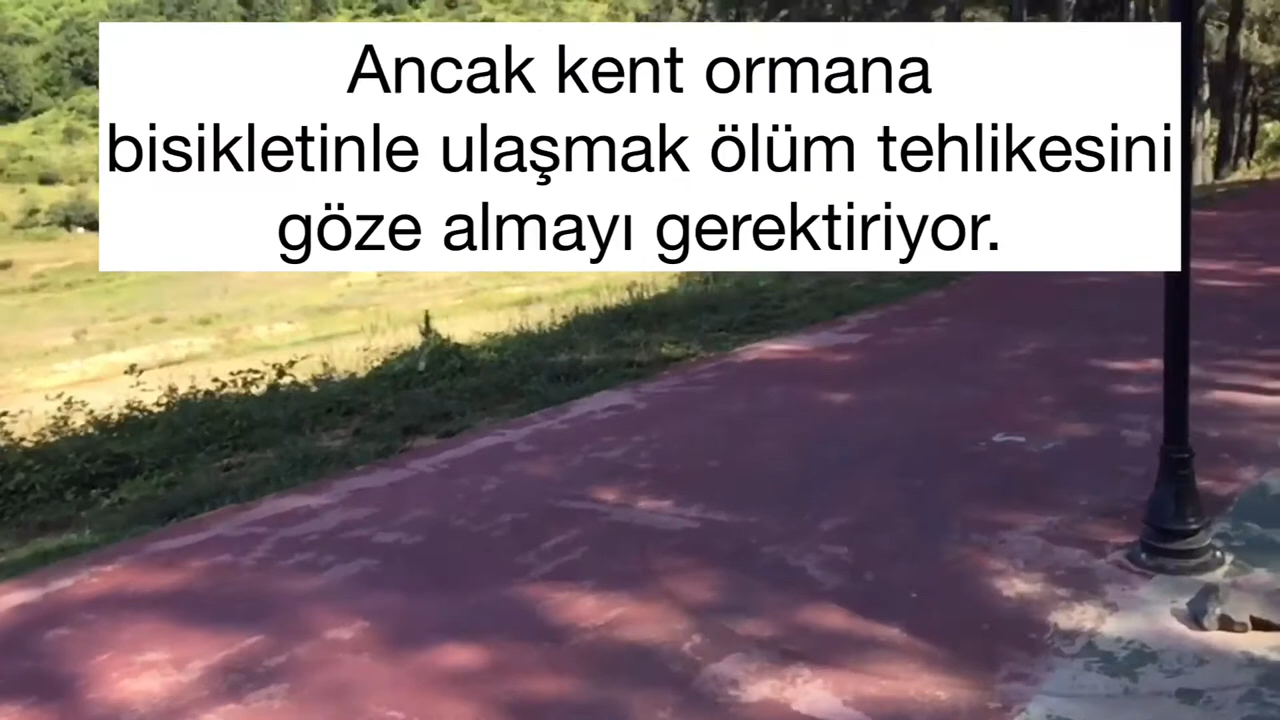 Ancak kent ormana
bisikletinle ulaşmak ölüm tehlikesini
göze almayı gerektiriyor.